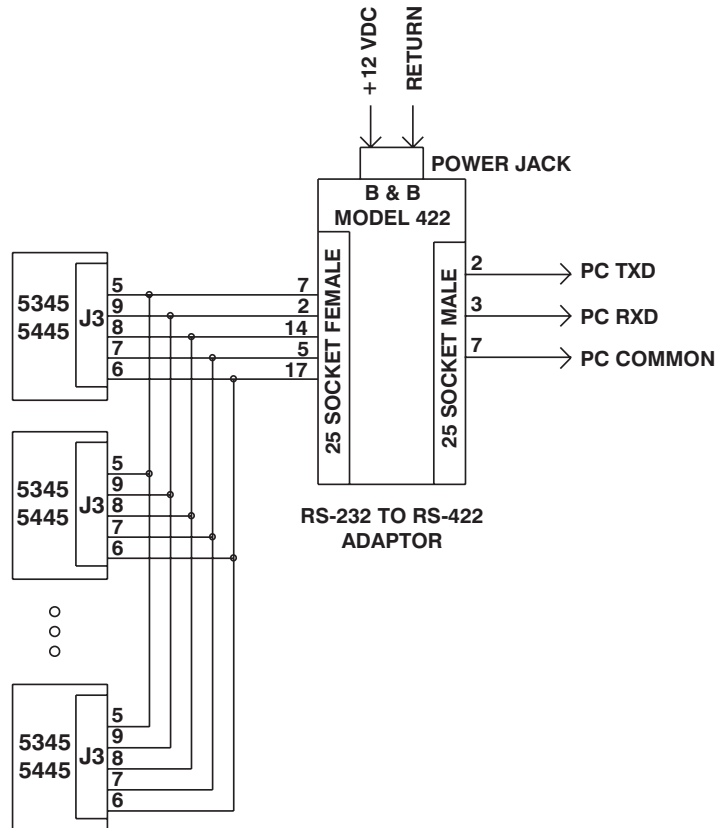 +12 VDC
RETURN
POWER JACK
B & B
MODEL 422
25 SOCKET FEMALE
25 SOCKET MALE
5345
5445
J3
5
9
8
7
6
7
2
14
5
17
2
3
7
PC TXD
PC RXD
PC COMMON
RS-232 TO RS-422
ADAPTOR
5345
5445
J3
5
9
8
7
6
5345
5445
J3
5
9
8
7
6